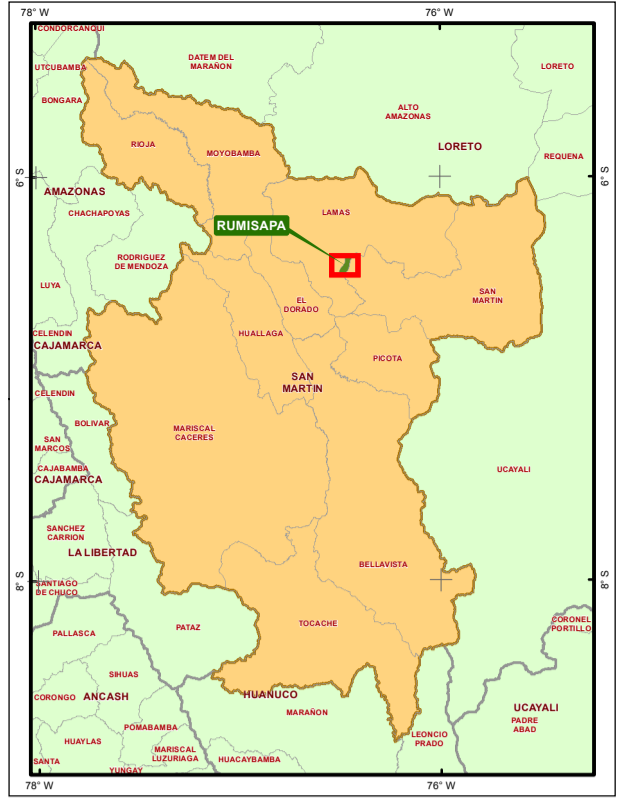 78° W
76° W
CONDORCANQUI
DATEM DEL
MARAÑON
UTCUBAMBA
LORETO
BONGARA
ALTO
AMAZONAS
RIOJA
LORETO
MOYOBAMBA
REQUENA
6° S
6° S
AMAZONAS
CHACHAPOYAS
LAMAS
RUMISAPA
RODRIGUEZ
DE MENDOZA
LUYA
SAN
MARTIN
EL
DORADO
CELENDIN
HUALLAGA
CAJAMARCA
PICOTA
SAN
MARTIN
CELENDIN
BOLIVAR
MARISCAL
CACERES
SAN
MARCOS
CAJABAMBA
UCAYALI
CAJAMARCA
SANCHEZ
CARRION
LA LIBERTAD
BELLAVISTA
8° S
8° S
SANTIAGO
DE CHUCO
CORONEL
PORTILLO
TOCACHE
PATAZ
PALLASCA
SIHUAS
CORONGO
ANCASH
HUANUCO
MARAÑON
UCAYALI
PADRE
ABAD
POMABAMBA
LEONCIO
PRADO
HUAYLAS
MARISCAL
LUZURIAGA
HUACAYBAMBA
SANTA
YUNGAY
78° W
76° W